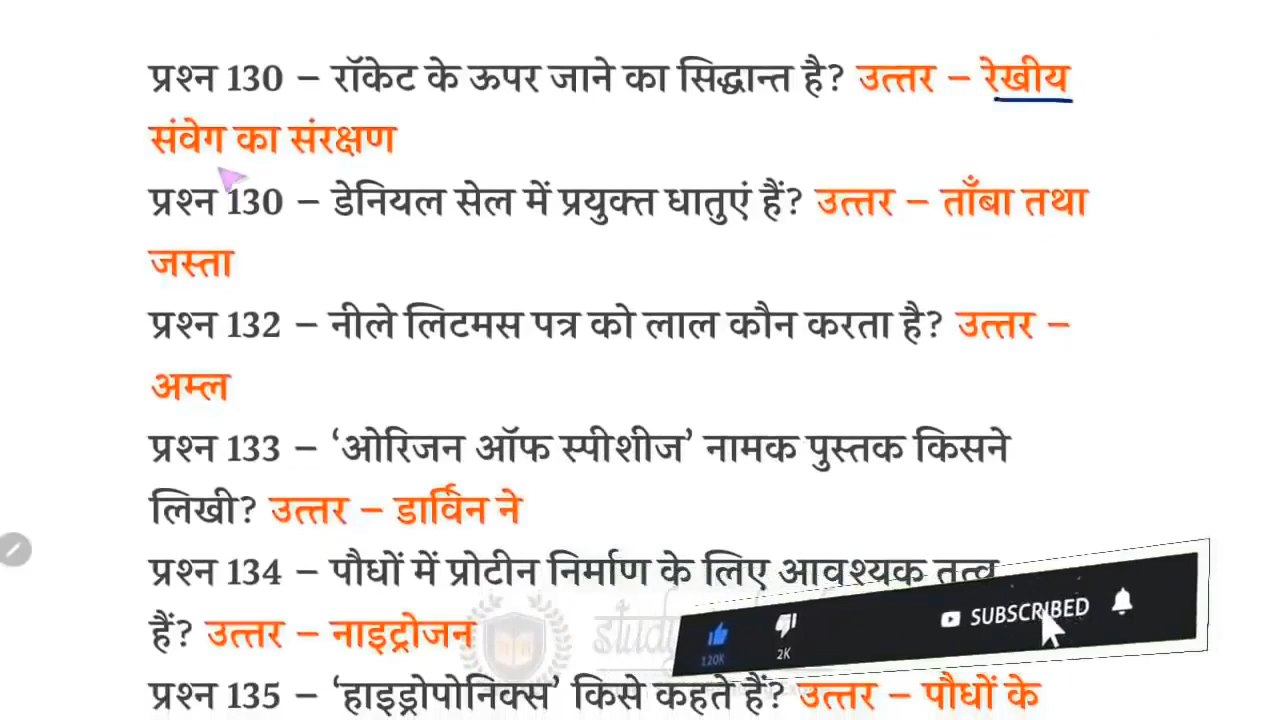 प्रश्न 130 – रॉकेट के ऊपर जाने का सिद्धान्त है? उत्तर – रेखीय
संवेग का संरक्षण
प्रश्न 130 – डेनियल सेल में प्रयुक्त धातुएं हैं? उत्तर – ताँबा तथा
जस्ता
प्रश्न 132 – नीले लिटमस पत्र को लाल कौन करता है? उत्तर –
अम्ल
प्रश्न 133 – ‘ओरिजन ऑफ स्पीशीज’ नामक पुस्तक किसने
लिखी? उत्तर – डार्विन ने
प्रश्न 134 – पौधों में प्रोटीन निर्माण के लिए आवश्यक तत्व
हैं? उत्तर – नाइट्रोजन
120K 2K SUBSCRIBED
प्रश्न 135 – ‘हाइड्रोपोनिक्स’ किसे कहते हैं? उत्तर – पौधों के